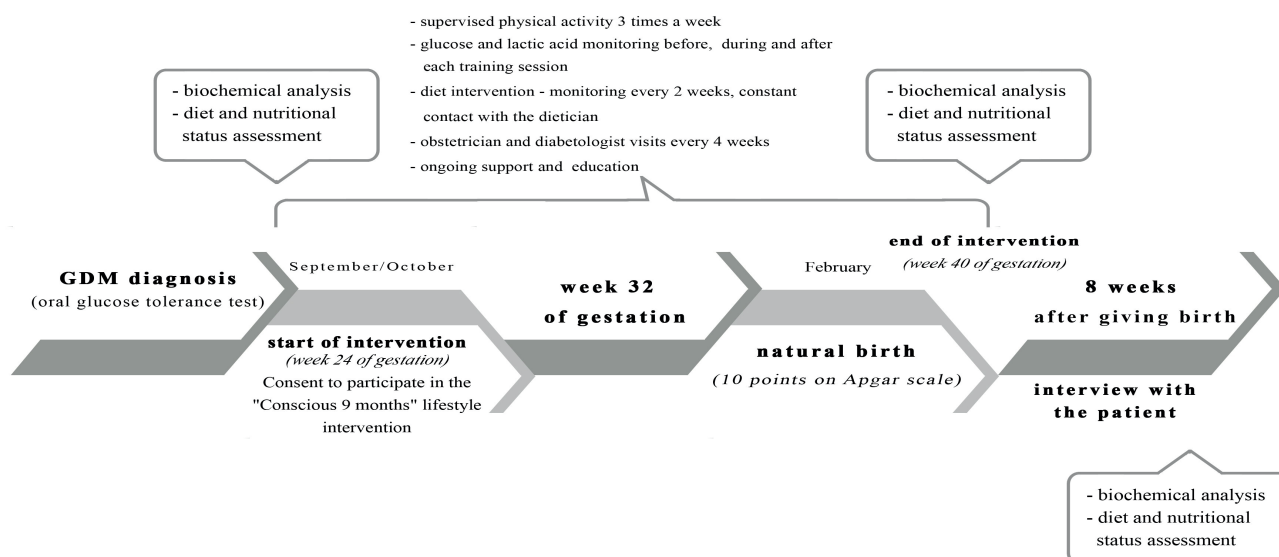 - supervised physical activity 3 times a week
- glucose and lactic acid monitoring before, during and after
each training session
- diet intervention - monitoring every 2 weeks, constant
contact with the dietician
- obstetrician and diabetologist visits every 4 weeks
- ongoing support and education
- biochemical analysis
- diet and nutritional
status assessment
- biochemical analysis
- diet and nutritional
status assessment
GDM diagnosis
(oral glucose tolerance test)
September/October
start of intervention
(week 24 of gestation)
Consent to participate in the
"Conscious 9 months" lifestyle
intervention
week 32
of gestation
February
natural birth
(10 points on Apgar scale)
end of intervention
(week 40 of gestation)
8 weeks
after giving birth
interview with
the patient
- biochemical analysis
- diet and nutritional
status assessment